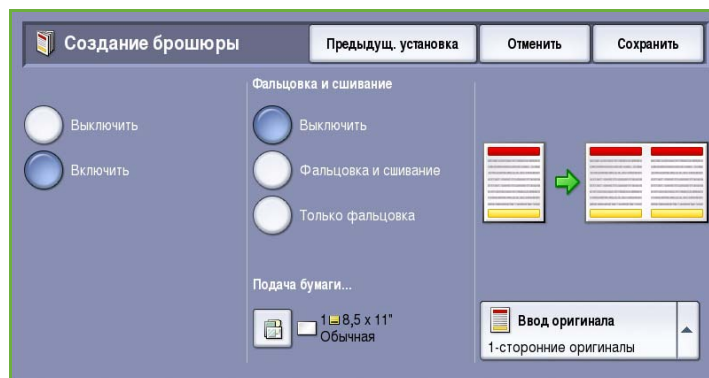 Создание брошюры
Предыдущ. установка
Отменить
Сохранить
Выключить
Включить
Фальцовка и сшивание
Выключить
Фальцовка и сшивание
Только фальцовка
Подача бумаги...
1 8,5 x 11"
Обычная
Ввод оригинала
1-сторонние оригиналы